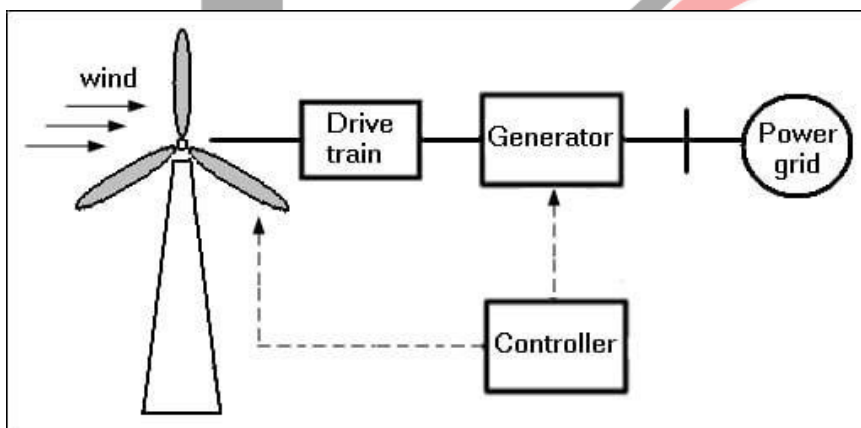 wind
Drive
train
Generator
Power
grid
Controller